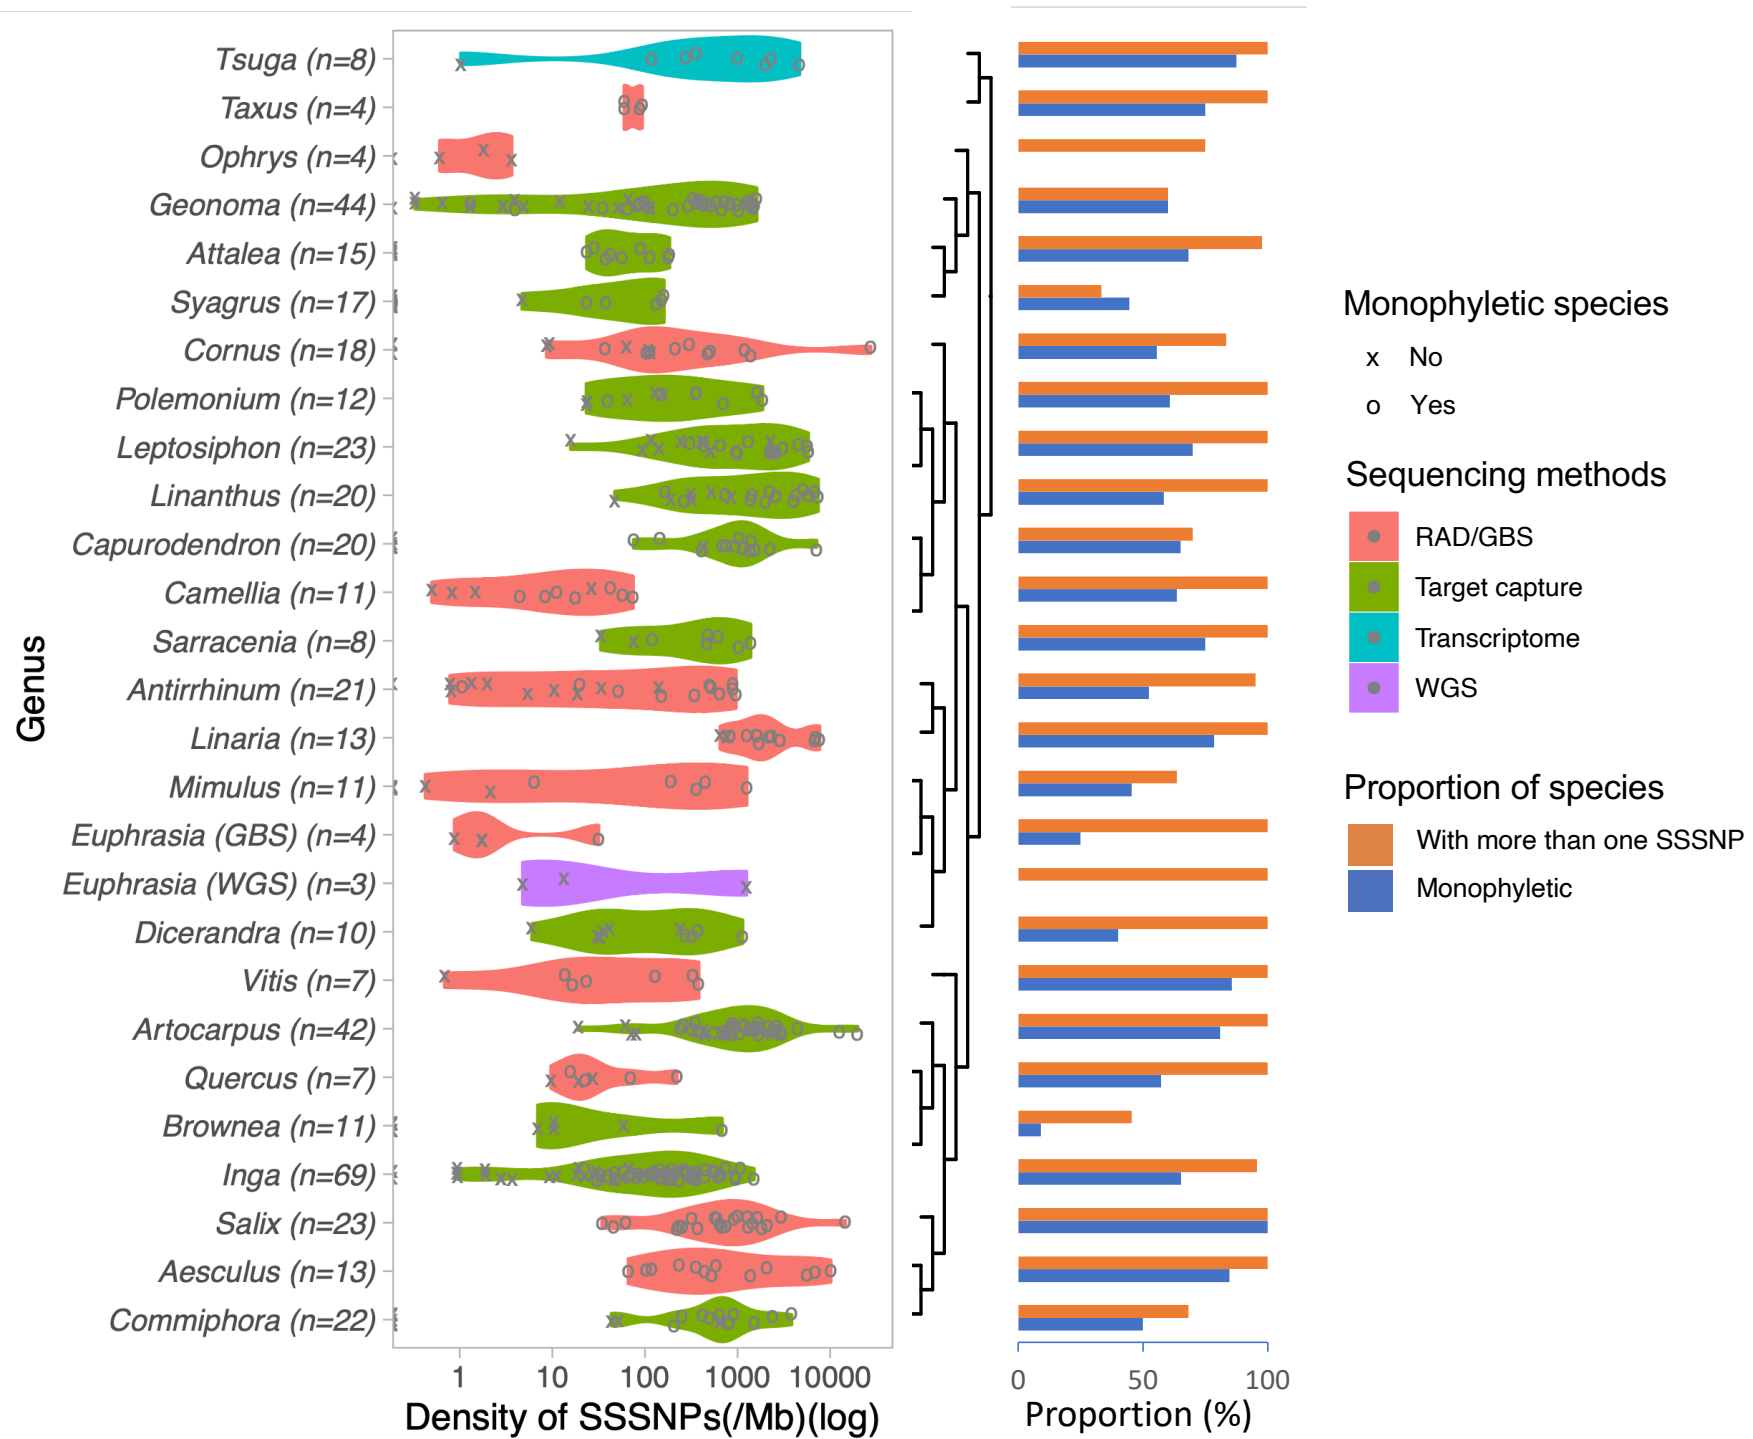 Genus
Tsuga (n=8)
Taxus (n=4)
Ophrys (n=4)
Geonoma (n=44)
Attalea (n=15)
Syagrus (n=17)
Cornus (n=18)
Polemonium (n=12)
Leptosiphon (n=23)
Linanthus (n=20)
Capurodendron (n=20)
Camellia (n=11)
Sarracenia (n=8)
Antirrhinum (n=21)
Linaria (n=13)
Mimulus (n=11)
Euphrasia (GBS) (n=4)
Euphrasia (WGS) (n=3)
Dicerandra (n=10)
Vitis (n=7)
Artocarpus (n=42)
Quercus (n=7)
Brownea (n=11)
Inga (n=69)
Salix (n=23)
Aesculus (n=13)
Commiphora (n=22)
1 10 100 1000 10000
Density of SSSNPs(/Mb)(log)
0 50 100
Proportion (%)
Monophyletic species
x No
o Yes
Sequencing methods
RAD/GBS
Target capture
Transcriptome
WGS
Proportion of species
With more than one SSSNP
Monophyletic